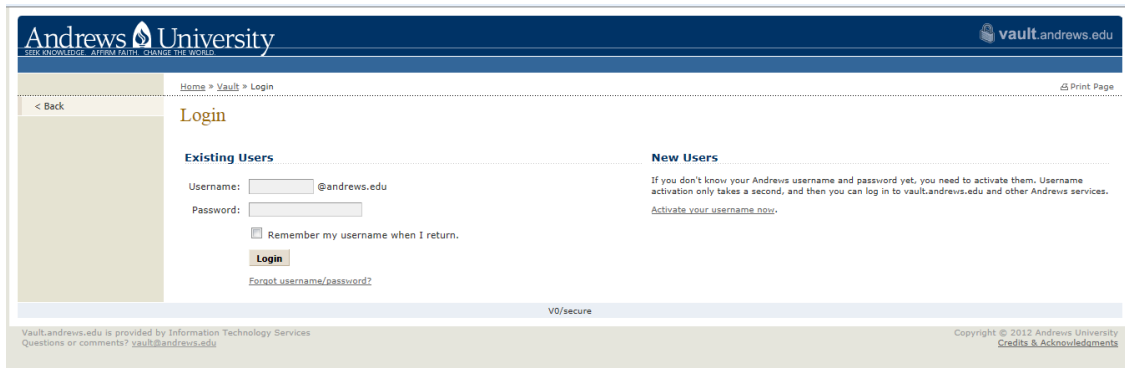 Andrews University
SEEK KNOWLEDGE. AFFIRM FAITH. CHANGE THE WORLD.
vault.andrews.edu
Home » Vault » Login
Print Page
< Back
Login
Existing Users
Username: @andrews.edu
Password:
Remember my username when I return.
Login
Forgot username/password?
New Users
If you don't know your Andrews username and password yet, you need to activate them. Username
activation only takes a second, and then you can log in to vault.andrews.edu and other Andrews services.
Activate your username now.
V0/secure
Vault.andrews.edu is provided by Information Technology Services
Questions or comments? vault@andrews.edu
Copyright © 2012 Andrews University
Credits & Acknowledgments